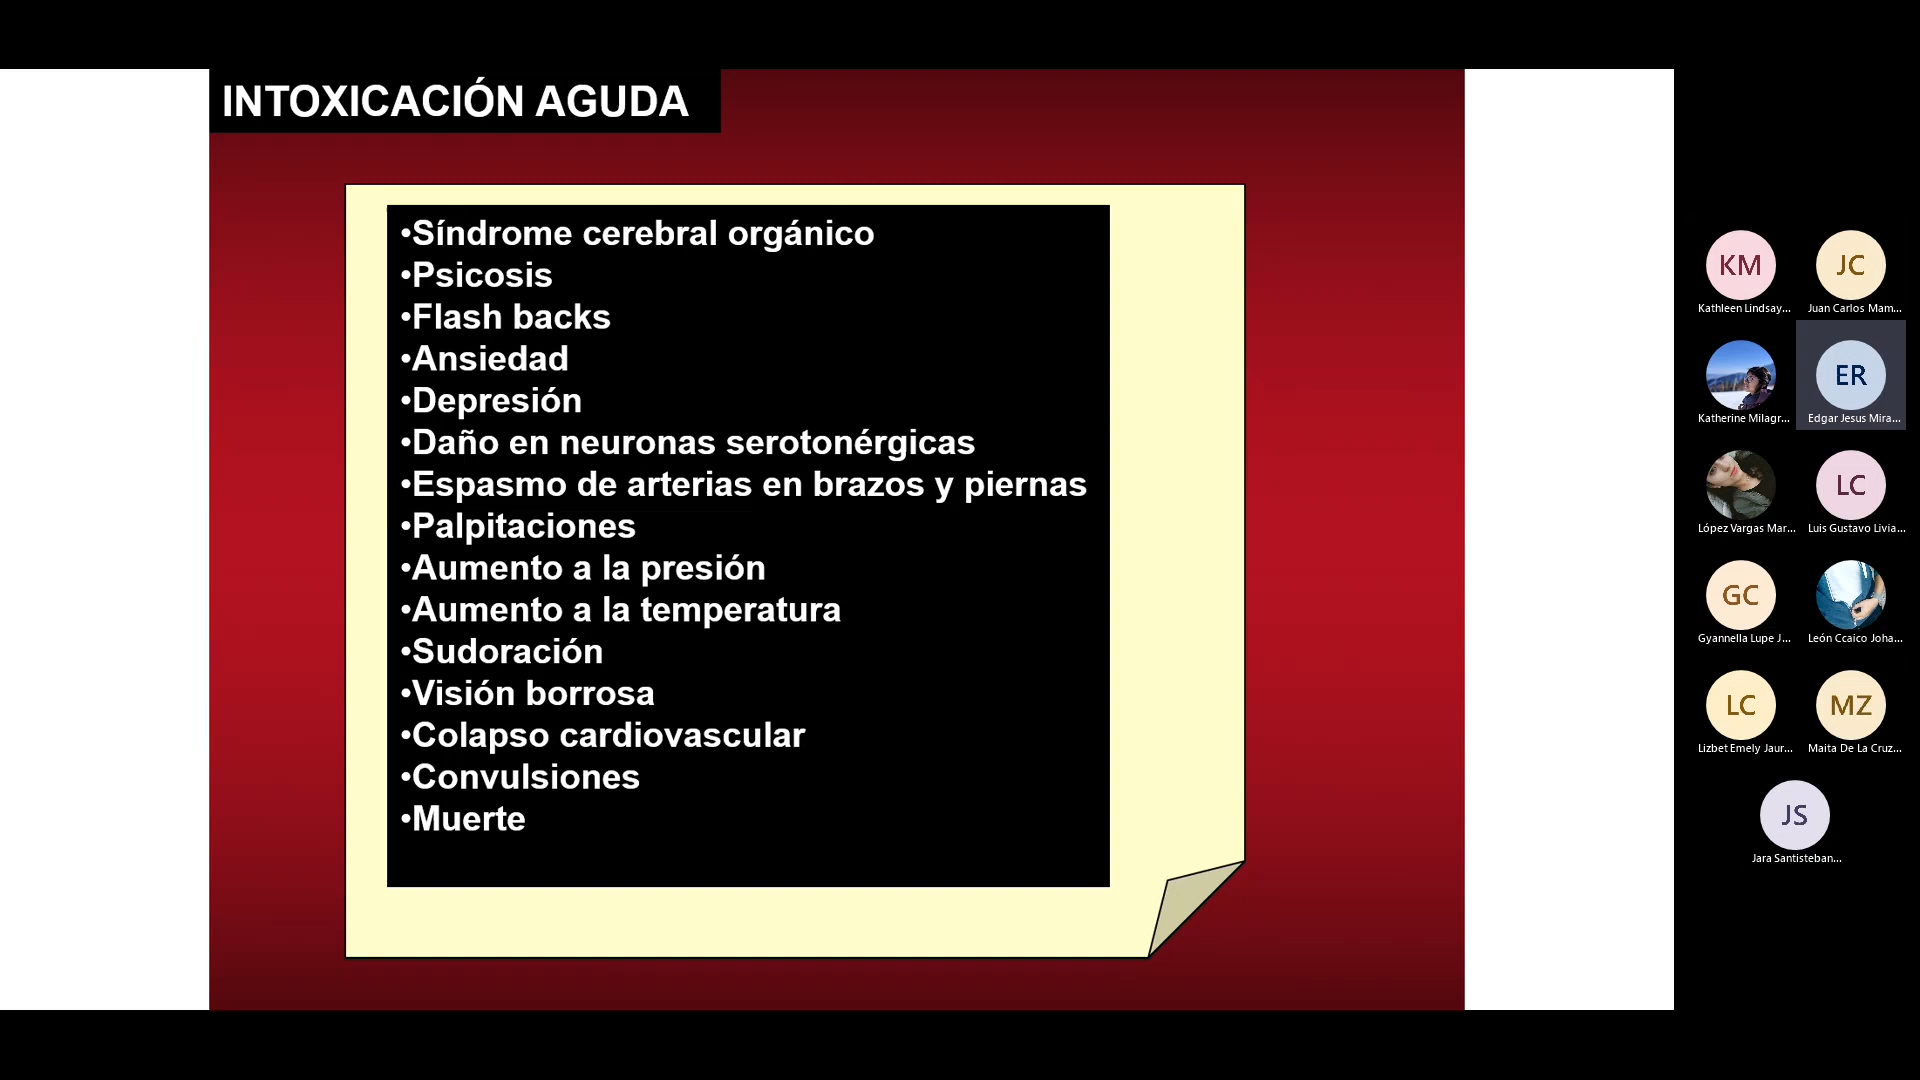 INTOXICACIÓN AGUDA
•Síndrome cerebral orgánico
•Psicosis
•Flash backs
•Ansiedad
•Depresión
•Daño en neuronas serotonérgicas
•Espasmo de arterias en brazos y piernas
•Palpitaciones
•Aumento a la presión
•Aumento a la temperatura
•Sudoración
•Visión borrosa
•Colapso cardiovascular
•Convulsiones
•Muerte
KM
Kathleen Lindsay...
JC
Juan Carlos Mam...
Katherine Milagr...
ER
Edgar Jesus Mira...
López Vargas Mar...
LC
Luis Gustavo Livia...
GC
Gyannella Lupe J...
León Ccaico Joha...
LC
Lizbet Emely Jaur...
MZ
Maita De La Cruz...
JS
Jara Santisteban...